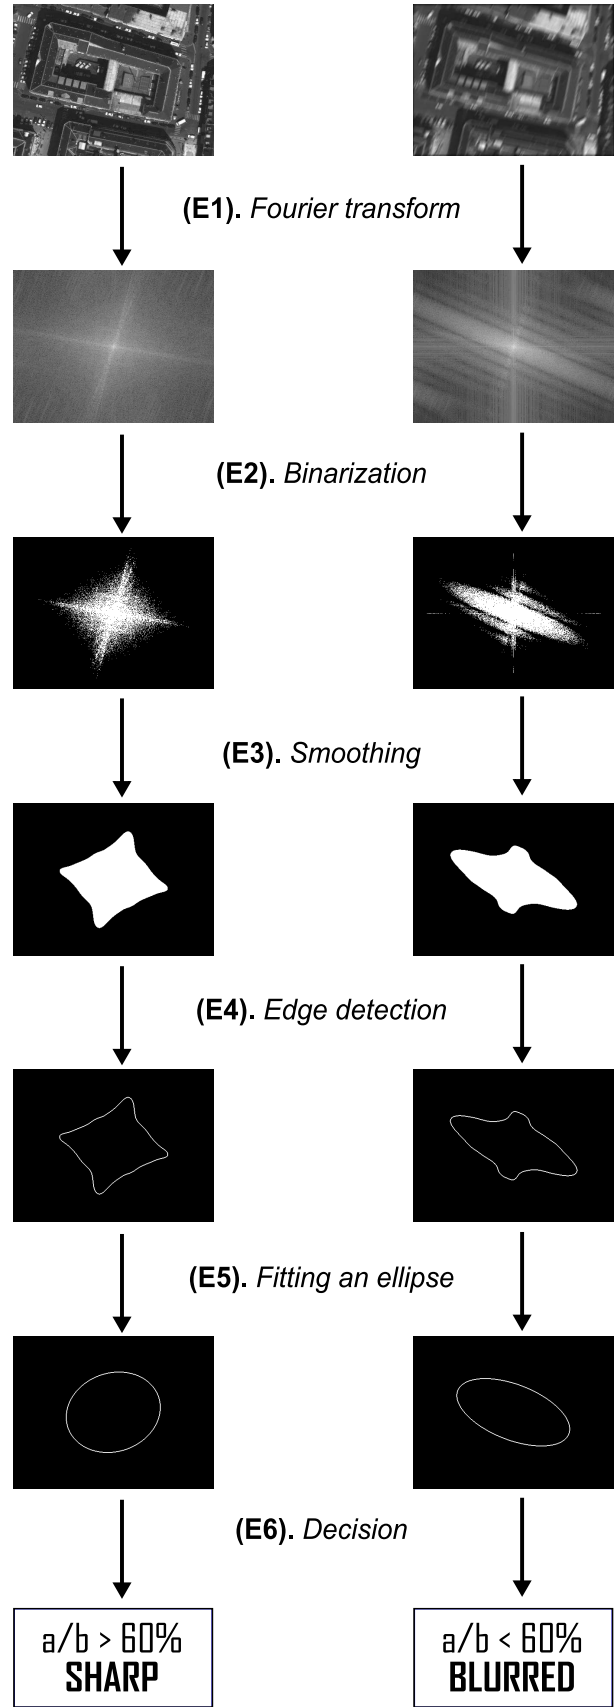 (E1). Fourier transform
(E2). Binarization
(E3). Smoothing
(E4). Edge detection
(E5). Fitting an ellipse
(E6). Decision
a/b > 60%
SHARP
a/b < 60%
BLURRED